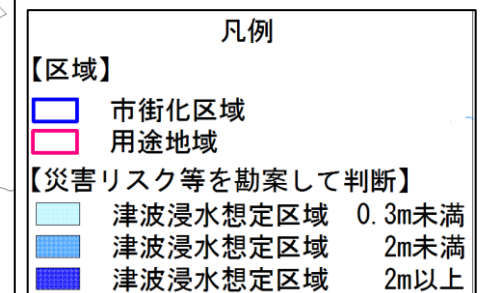 凡例
【区域】
市街化区域
用途地域
【災害リスク等を勘案して判断】
津波浸水想定区域 0.3m未満
津波浸水想定区域 2m未満
津波浸水想定区域 2m以上